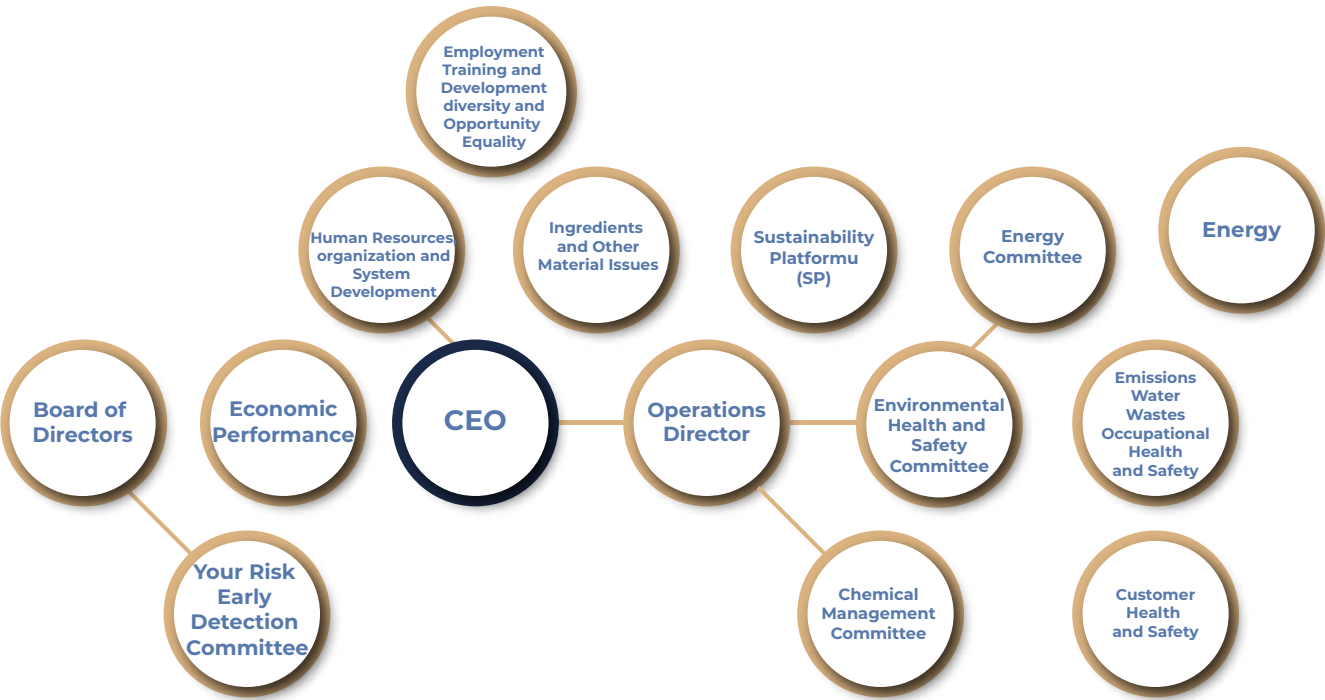 Employment
Training and
Development
diversity and
Opportunity
Equality
Human Resources,
organization and
System
Development
Ingredients
and Other
Material Issues
Sustainability
Platformu
(SP)
Energy
Committee
Energy
Board of
Directors
Economic
Performance
CEO
Operations
Director
Environmental
Health and
Safety
Committee
Emissions
Water
Wastes
Occupational
Health
and Safety
Your Risk
Early
Detection
Committee
Chemical
Management
Committee
Customer
Health
and Safety